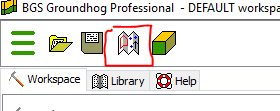 BGS Groundhog Professional - DEFAULT workspa
Workspace Library Help